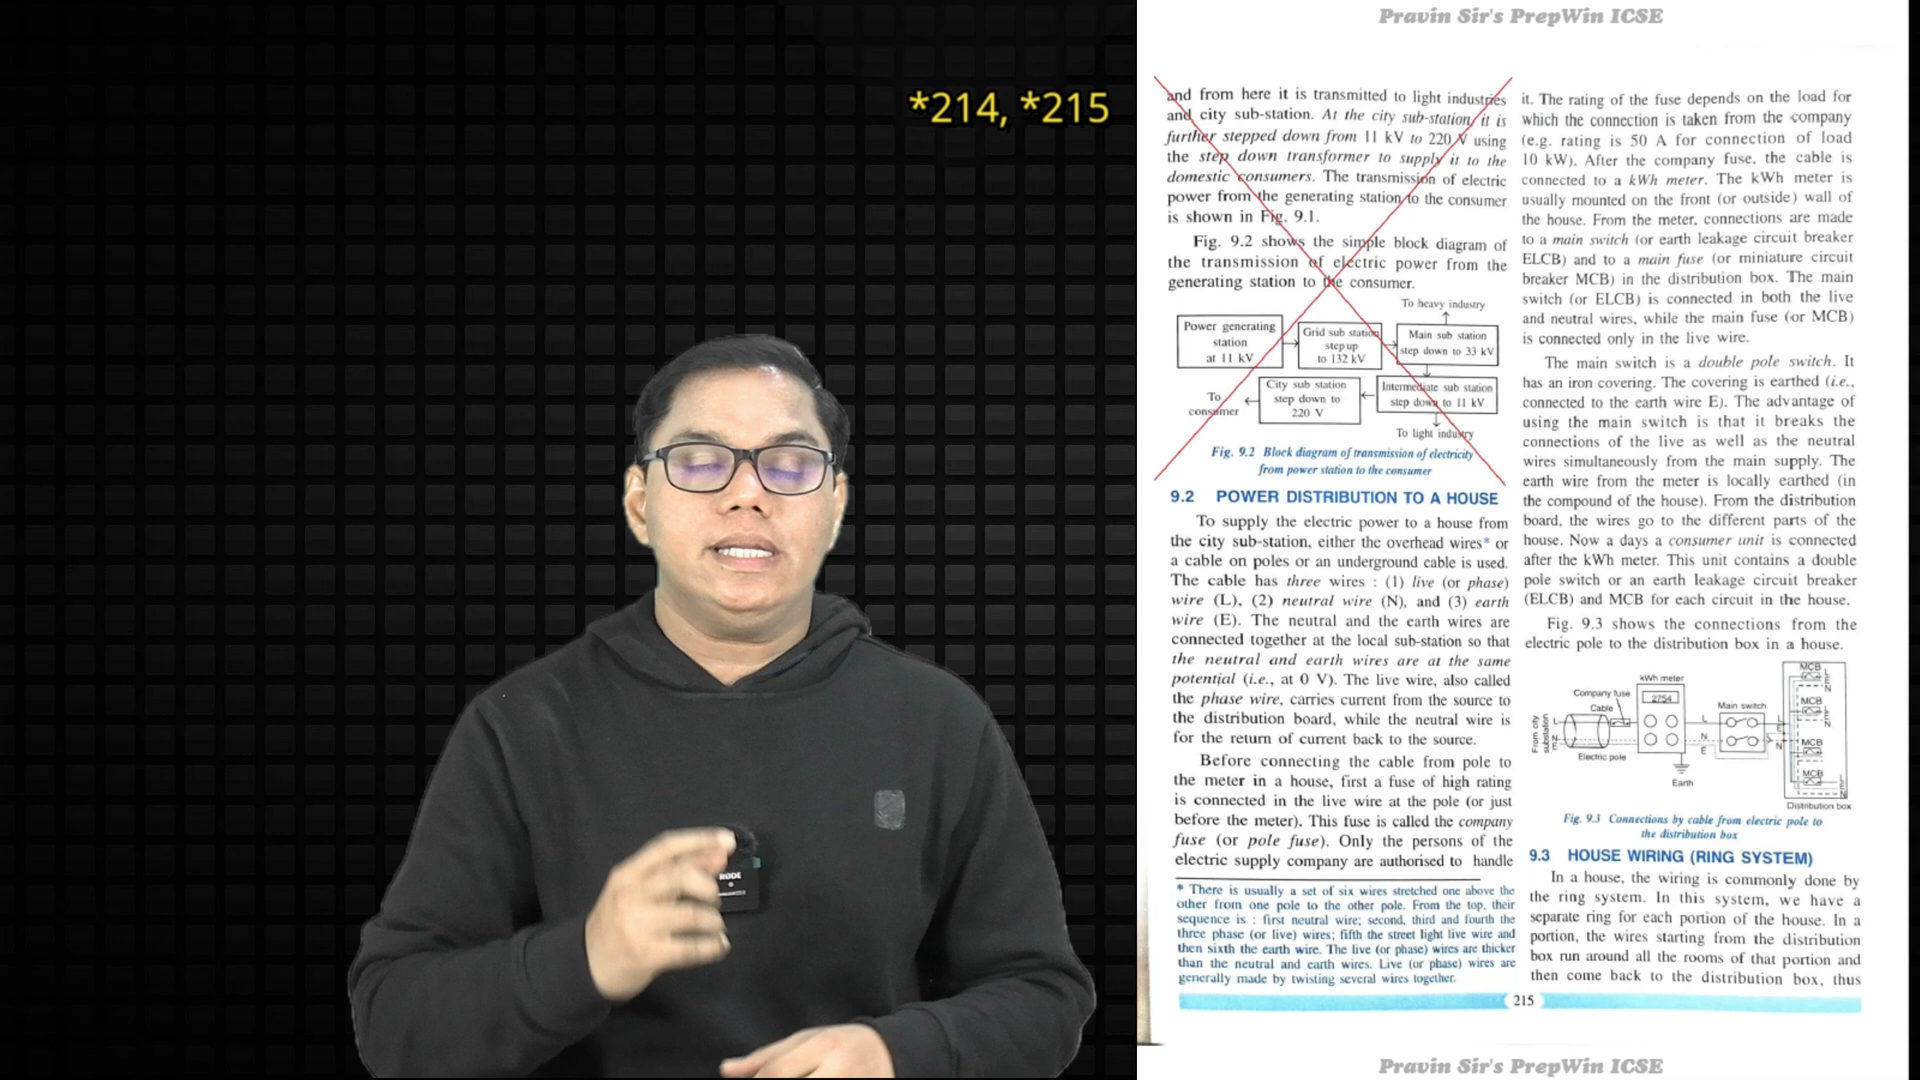 Pravin Sir's PrepWin ICSE
*214, *215
and from here it is transmitted to light industries
and city sub-station. At the city sub-station, it is
further stepped down from 11 kV to 220 V using
the step down transformer to supply it to the
domestic consumers. The transmission of electric
power from the generating station to the consumer
is shown in Fig. 9.1.
Fig. 9.2 shows the simple block diagram of
the transmission of electric power from the
generating station to the consumer.
To heavy industry
Power generating
station
at 11 kV
Grid sub station
step up
to 132 kV
Main sub station
step down to 33 kV
To
consumer
City sub station
step down to
220 V
Intermediate sub station
step down to 11 kV
To light industry
Fig. 9.2 Block diagram of transmission of electricity
from power station to the consumer
9.2 POWER DISTRIBUTION TO A HOUSE
To supply the electric power to a house from
the city sub-station, either the overhead wires* or
a cable on poles or an underground cable is used.
The cable has three wires : (1) live (or phase)
wire (L), (2) neutral wire (N), and (3) earth
wire (E). The neutral and the earth wires are
connected together at the local sub-station so that
the neutral and earth wires are at the same
potential (i.e., at 0 V). The live wire, also called
the phase wire, carries current from the source to
the distribution board, while the neutral wire is
for the return of current back to the source.
Before connecting the cable from pole to
the meter in a house, first a fuse of high rating
is connected in the live wire at the pole (or just
before the meter). This fuse is called the company
fuse (or pole fuse). Only the persons of the
electric supply company are authorised to handle
* There is usually a set of six wires stretched one above the
other from one pole to the other pole. From the top, their
sequence is : first neutral wire; second, third and fourth the
three phase (or live) wires; fifth the street light live wire and
then sixth the earth wire. The live (or phase) wires are thicker
than the neutral and earth wires. Live (or phase) wires are
generally made by twisting several wires together.
it. The rating of the fuse depends on the load for
which the connection is taken from the company
(e.g. rating is 50 A for connection of load
10 kW). After the company fuse, the cable is
connected to a kWh meter. The kWh meter is
usually mounted on the front (or outside) wall of
the house. From the meter, connections are made
to a main switch (or earth leakage circuit breaker
ELCB) and to a main fuse (or miniature circuit
breaker MCB) in the distribution box. The main
switch (or ELCB) is connected in both the live
and neutral wires, while the main fuse (or MCB)
is connected only in the live wire.
The main switch is a double pole switch. It
has an iron covering. The covering is earthed (i.e.,
connected to the earth wire E). The advantage of
using the main switch is that it breaks the
connections of the live as well as the neutral
wires simultaneously from the main supply. The
earth wire from the meter is locally earthed (in
the compound of the house). From the distribution
board, the wires go to the different parts of the
house. Now a days a consumer unit is connected
after the kWh meter. This unit contains a double
pole switch or an earth leakage circuit breaker
(ELCB) and MCB for each circuit in the house.
Fig. 9.3 shows the connections from the
electric pole to the distribution box in a house.
From city
substation
Company fuse
Cable
Electric pole
kWh meter
2754
Earth
L
N
E
Main switch
MCB
MCB
MCB
MCB
Distribution box
Fig. 9.3 Connections by cable from electric pole to
the distribution box
9.3 HOUSE WIRING (RING SYSTEM)
In a house, the wiring is commonly done by
the ring system. In this system, we have a
separate ring for each portion of the house. In a
portion, the wires starting from the distribution
box run around all the rooms of that portion and
then come back to the distribution box, thus
215
RØDE
Pravin Sir's PrepWin ICSE